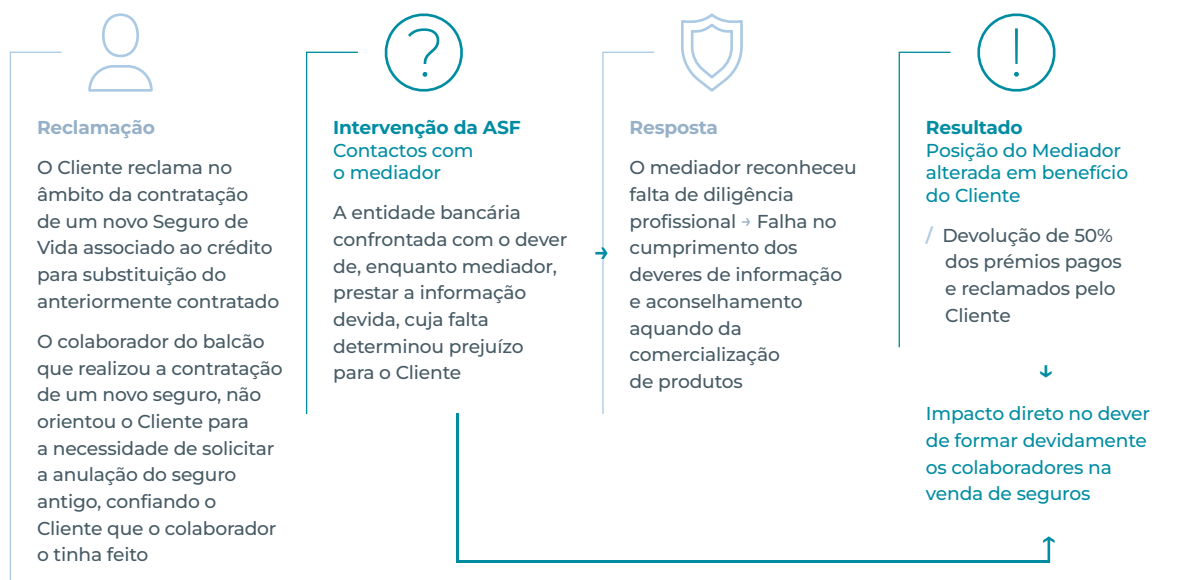 Reclamação
O Cliente reclama no
âmbito da contratação
de um novo Seguro de
Vida associado ao crédito
para substituição do
anteriormente contratado
O colaborador do balcão
que realizou a contratação
de um novo seguro, não
orientou o Cliente para
a necessidade de solicitar
a anulação do seguro
antigo, confiando o
Cliente que o colaborador
o tinha feito
Intervenção da ASF
Contactos com
o mediador
A entidade bancária
confrontada com o dever
de, enquanto mediador,
prestar a informação
devida, cuja falta
determinou prejuízo
para o Cliente
Resposta
O mediador reconheceu
falta de diligência
profissional → Falha no
cumprimento dos
deveres de informação
e aconselhamento
aquando da
comercialização
de produtos
Resultado
Posição do Mediador
alterada em benefício
do Cliente
/ Devolução de 50%
dos prémios pagos
e reclamados pelo
Cliente
Impacto direto no dever
de formar devidamente
os colaboradores na
venda de seguros